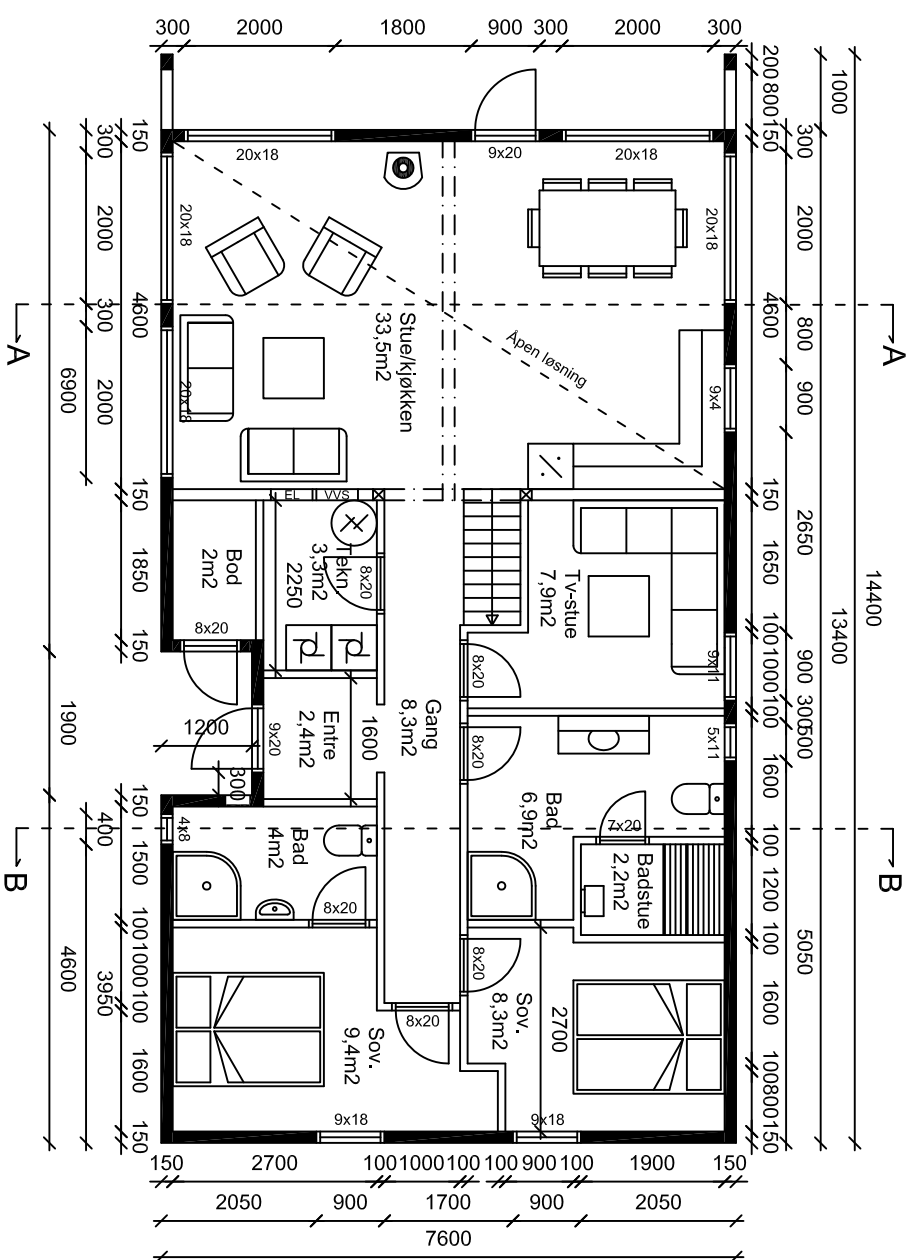 300 2000 1800 900 300 2000 300
200 800 150
1000
300
150
300
20x18 9x20 20x18
20x18
20x18
2000
2000
300
4600
4600
A
A
Stue/kjøkken
33,5m2
Åpen løsning
800
9x4
900
6900
2000
20x18
EL VVS
150
150
2650
14400
13400
Bod
2m2
1850
Tekn.
3,3m2
2250
8x20
Tv-stue
7,9m2
1650
8x20
150
100
1000
900
9x11
8x20
100
300
500
1900
1200
9x20
Entre
2,4m2
1600
Gang
8,3m2
8x20
5x11
300
1600
150
400
4x8
Bad
4m2
Bad
6,9m2
7x20
100
B
B
1500
8x20
Badstue
2,2m2
1200
100
1000
100
5050
4600
3950
8x20
100
8x20
Sov.
9,4m2
Sov.
8,3m2
2700
1600
1600
100
800
9x18 9x18
150
150
150 2700 100 1000 100 100 900 100 1900 150
2050 900 1700 900 2050
7600